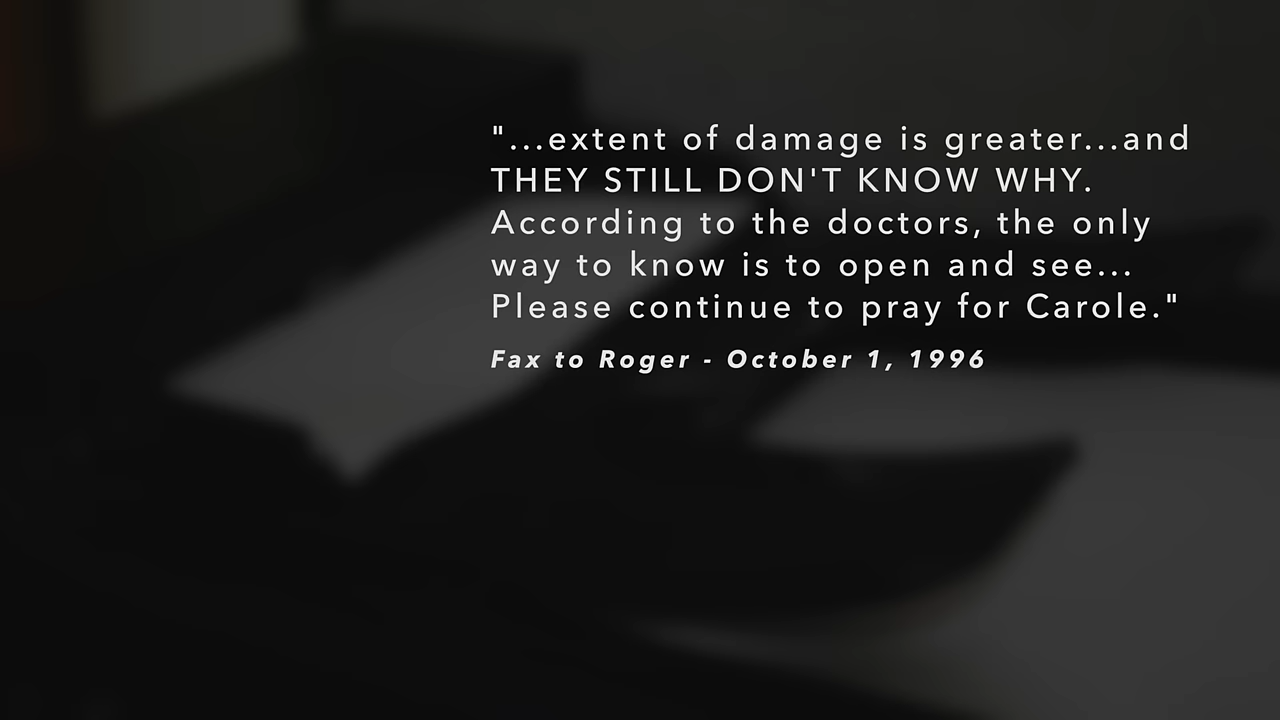 "...extent of damage is greater...and
THEY STILL DON'T KNOW WHY.
According to the doctors, the only
way to know is to open and see...
Please continue to pray for Carole."
Fax to Roger - October 1, 1996